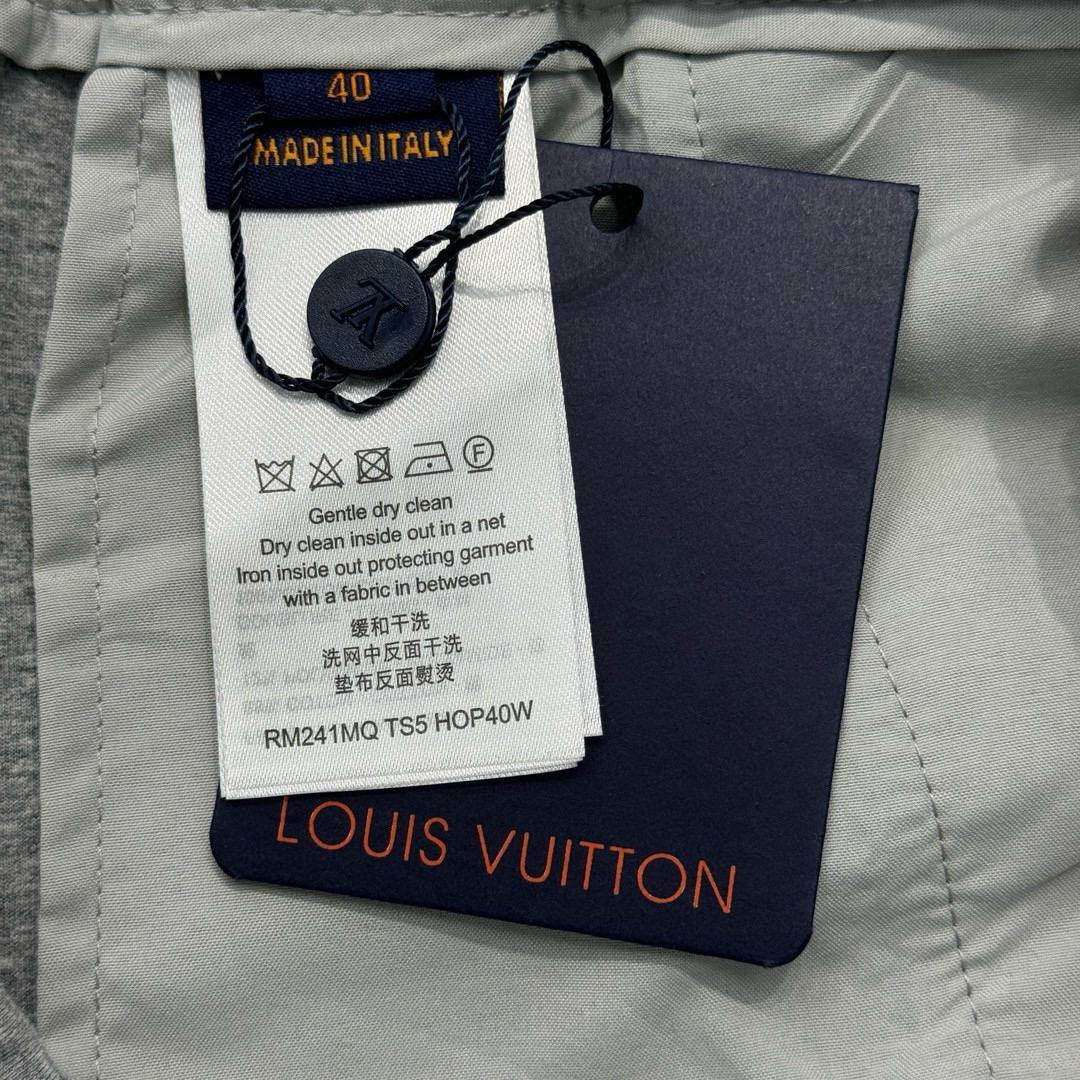 40
MADE IN ITALY
LV
F
Gentle dry clean
Dry clean inside out in a net
Iron inside out protecting garment
with a fabric in between
缓和干洗
洗网中反面干洗
垫布反面熨烫
RM241MQ TS5 HOP40W
LOUIS VUITTON